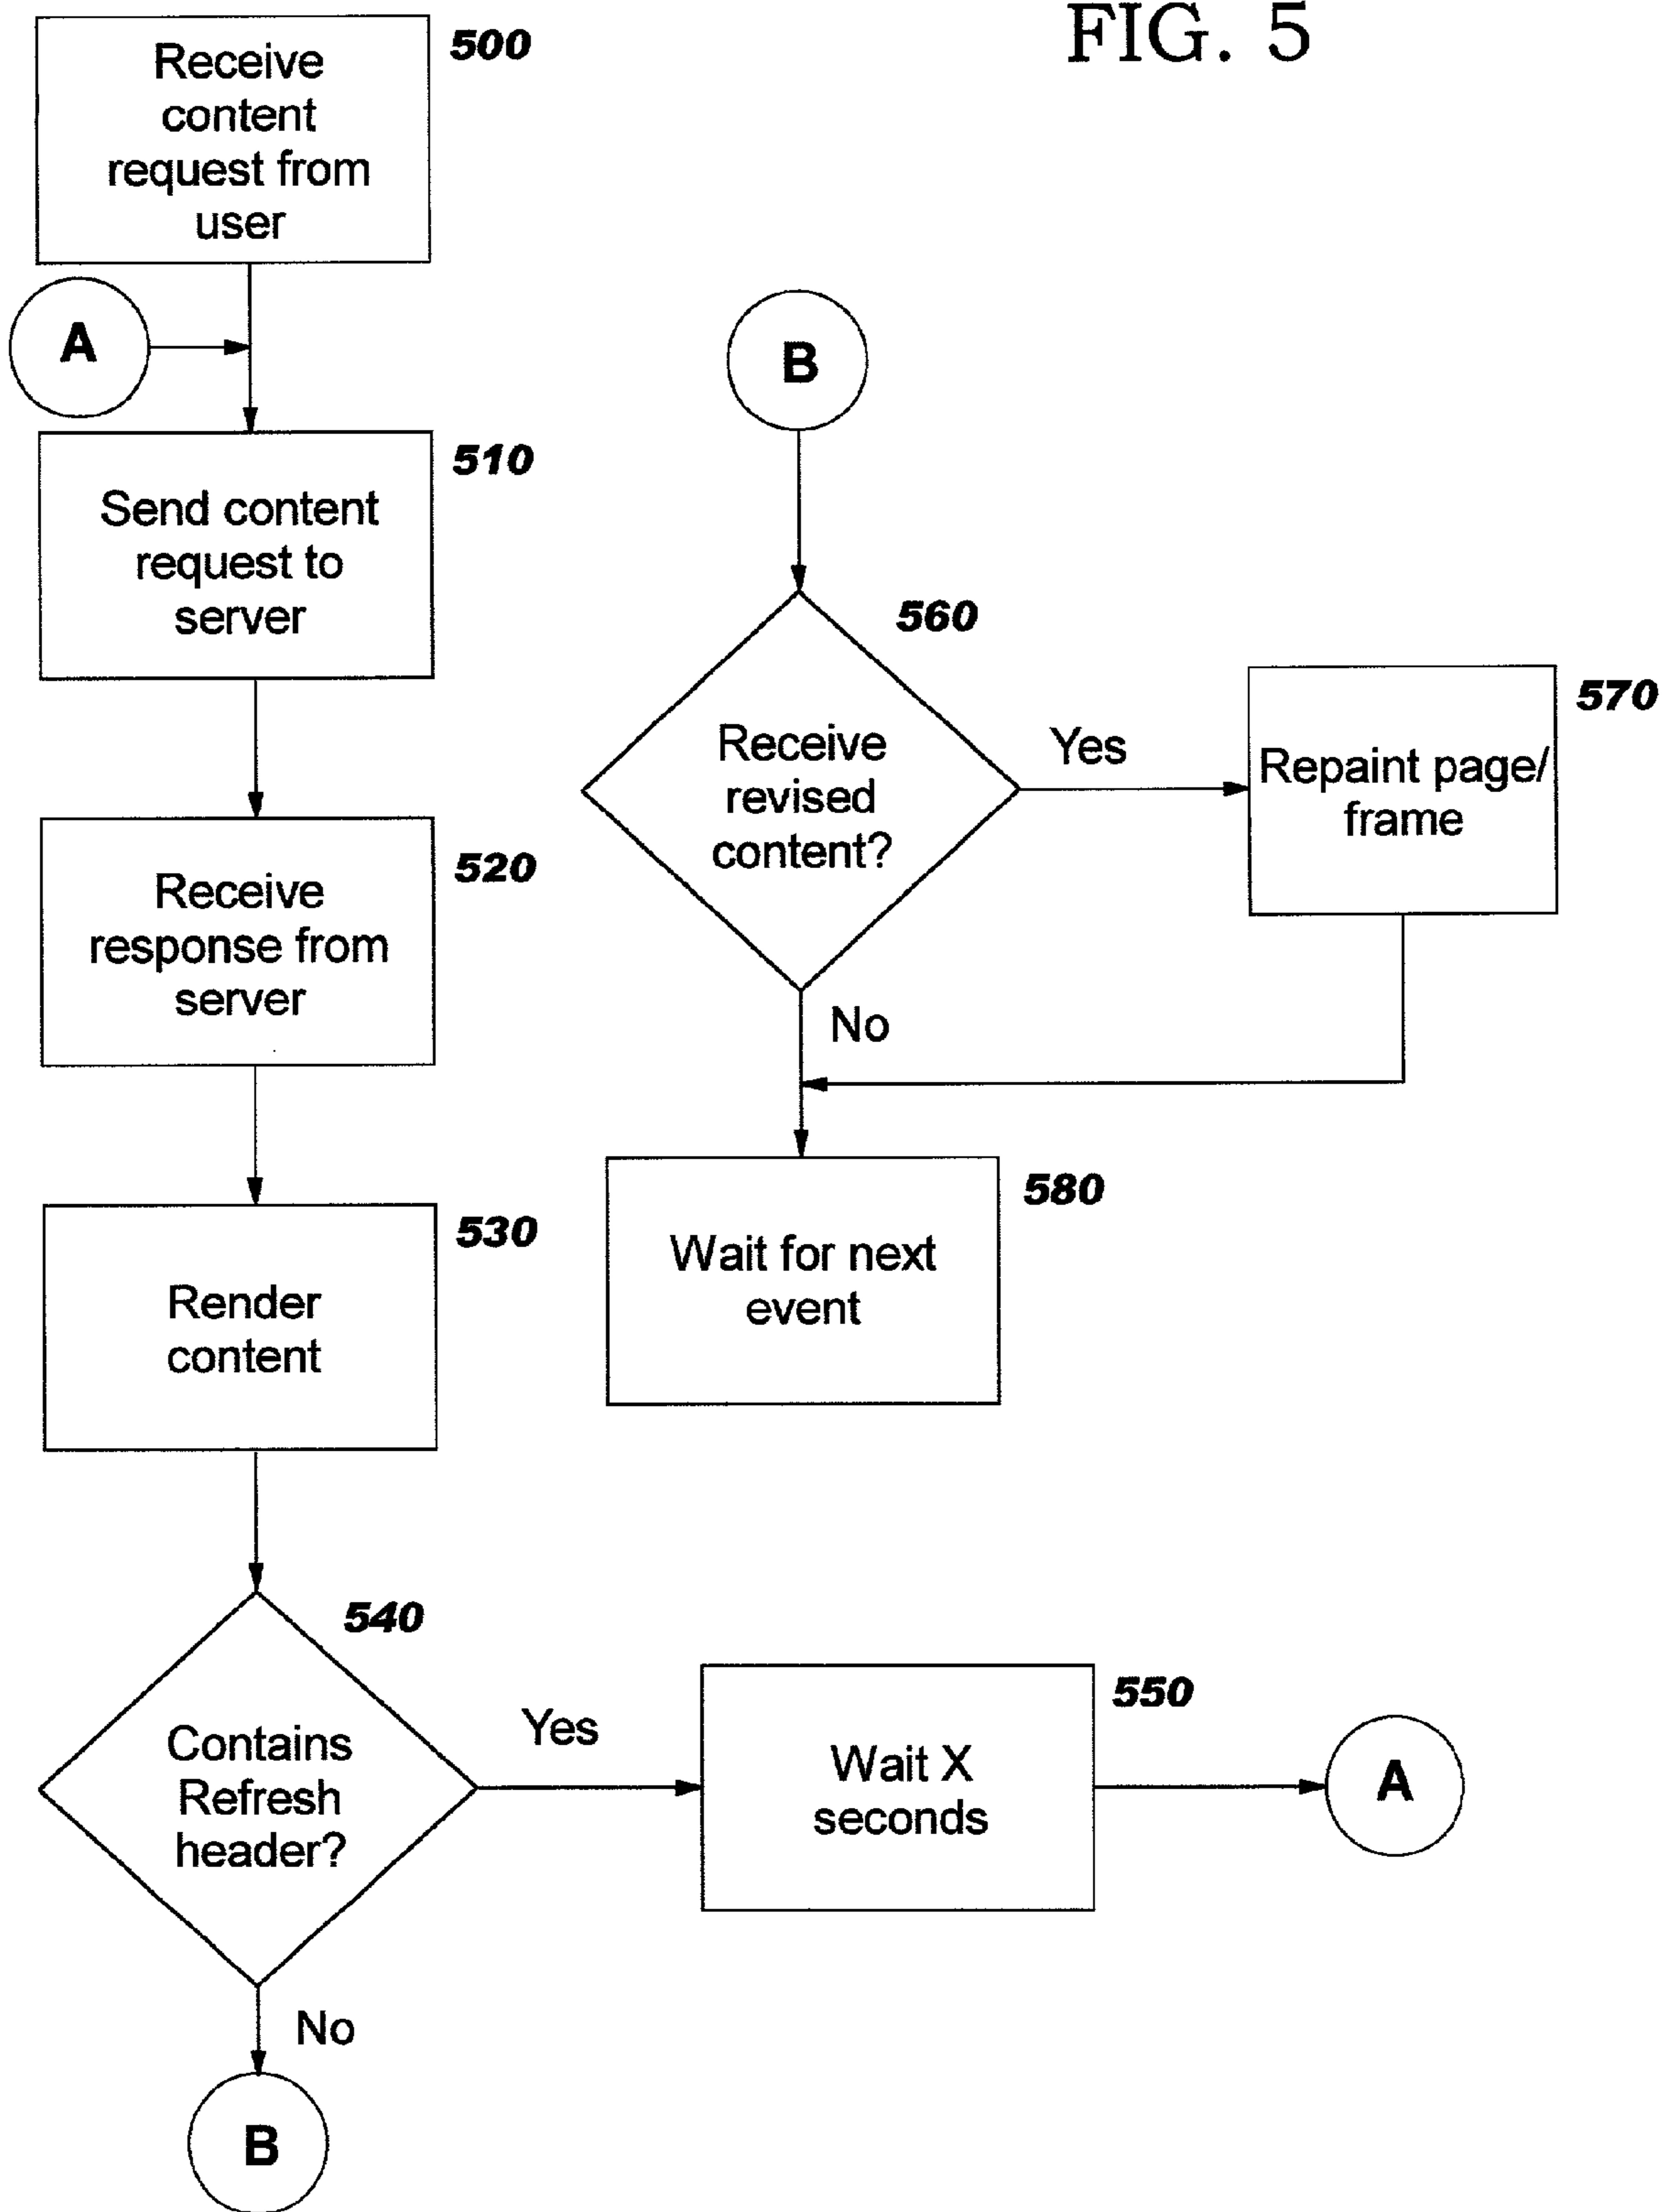 FIG. 5
Receive
content
request from
user
500
A
Send content
request to
server
510
Receive
response from
server
520
Render
content
530
Contains
Refresh
header?
540
Yes
No
B
Wait X
seconds
550
A
B
Receive
revised
content?
560
Yes
No
Repaint page/
frame
570
Wait for next
event
580